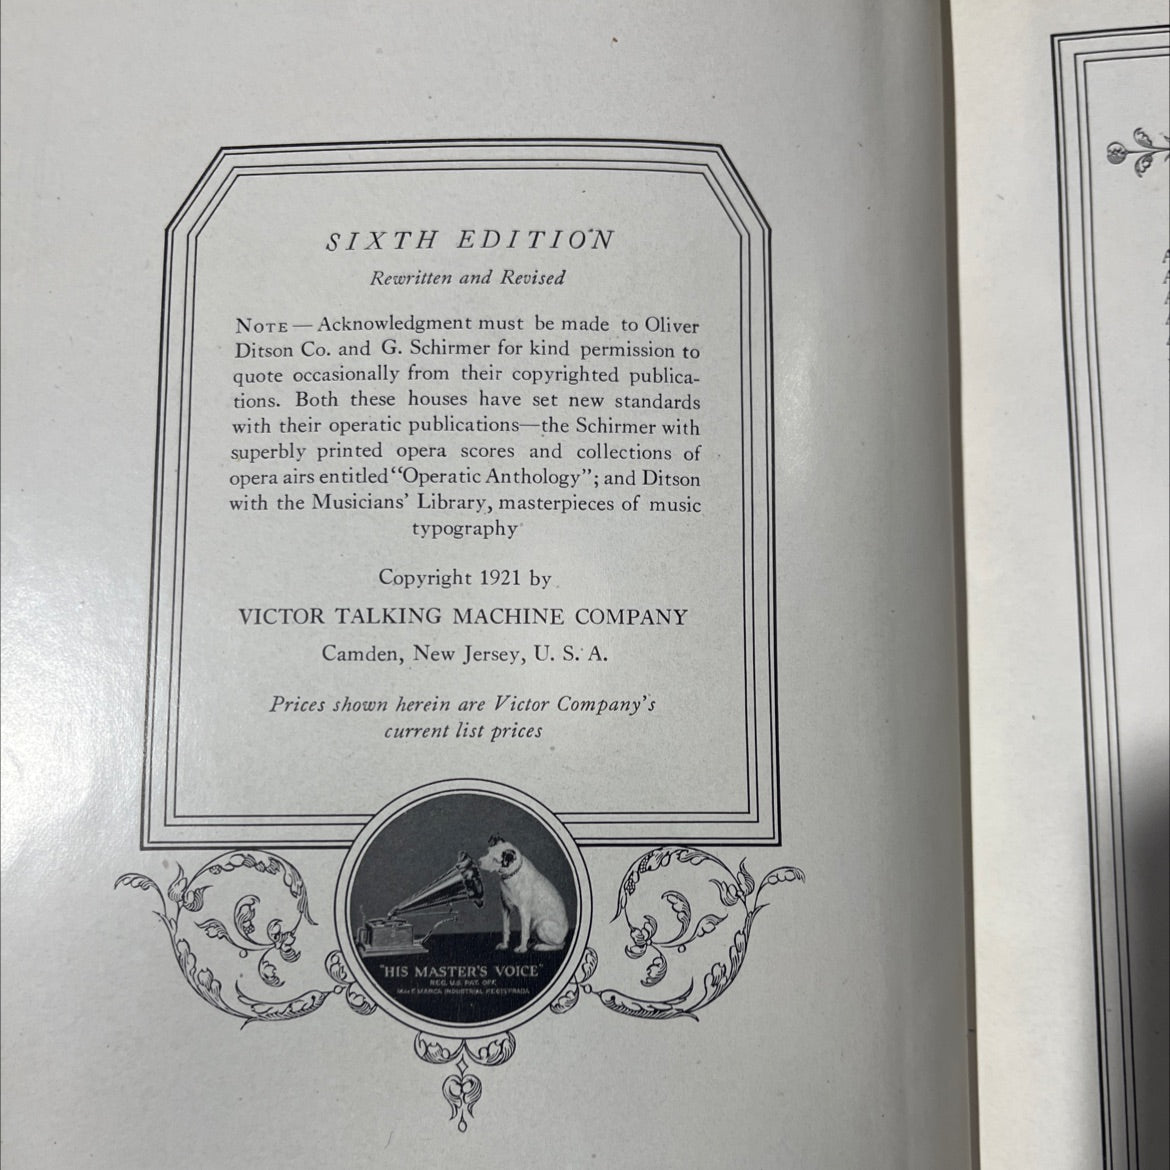 SIXTH EDITION
Rewritten and Revised
NOTE — Acknowledgment must be made to Oliver
Ditson Co. and G. Schirmer for kind permission to
quote occasionally from their copyrighted publica-
tions. Both these houses have set new standards
with their operatic publications—the Schirmer with
superbly printed opera scores and collections of
opera airs entitled "Operatic Anthology"; and Ditson
with the Musicians' Library, masterpieces of music
typography
Copyright 1921 by
VICTOR TALKING MACHINE COMPANY
Camden, New Jersey, U. S. A.
Prices shown herein are Victor Company's
current list prices
"HIS MASTER'S VOICE"
REG. U.S. PAT. OFF.
MARCA INDUSTRIAL REGISTRADA